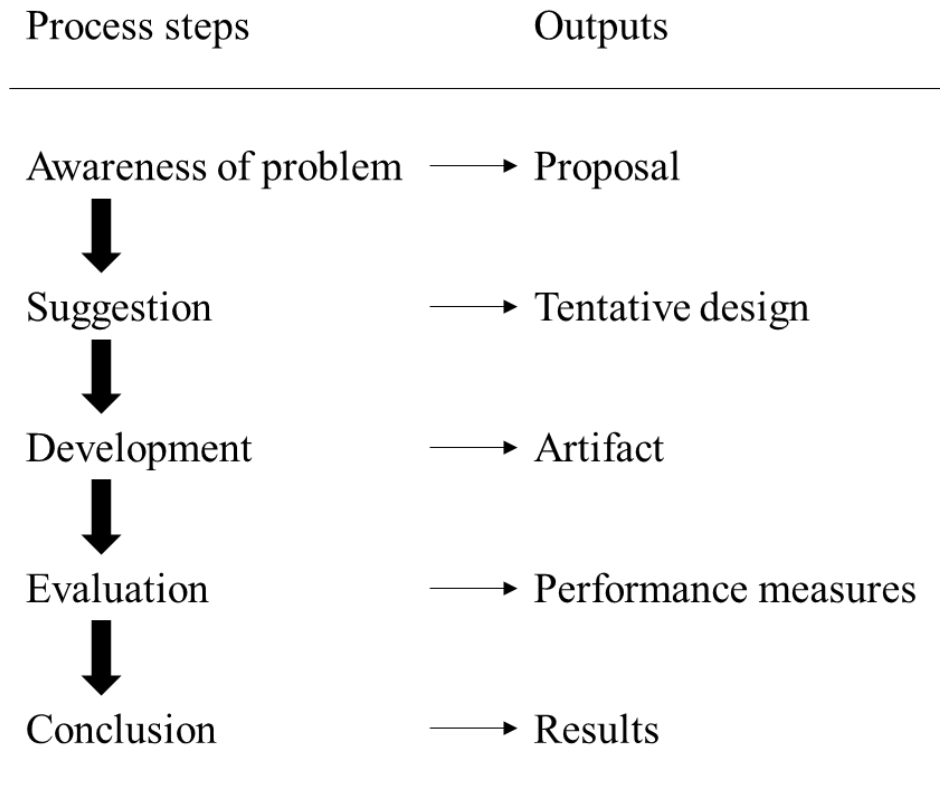 Process steps Outputs
Awareness of problem Proposal
Suggestion Tentative design
Development Artifact
Evaluation Performance measures
Conclusion Results